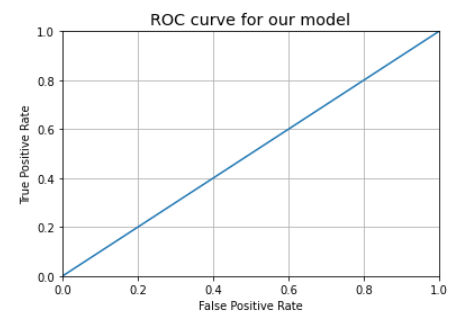 ROC curve for our model
1.0
0.8
0.6
0.4
0.2
0.0
True Positive Rate
0.0 0.2 0.4 0.6 0.8 1.0
False Positive Rate